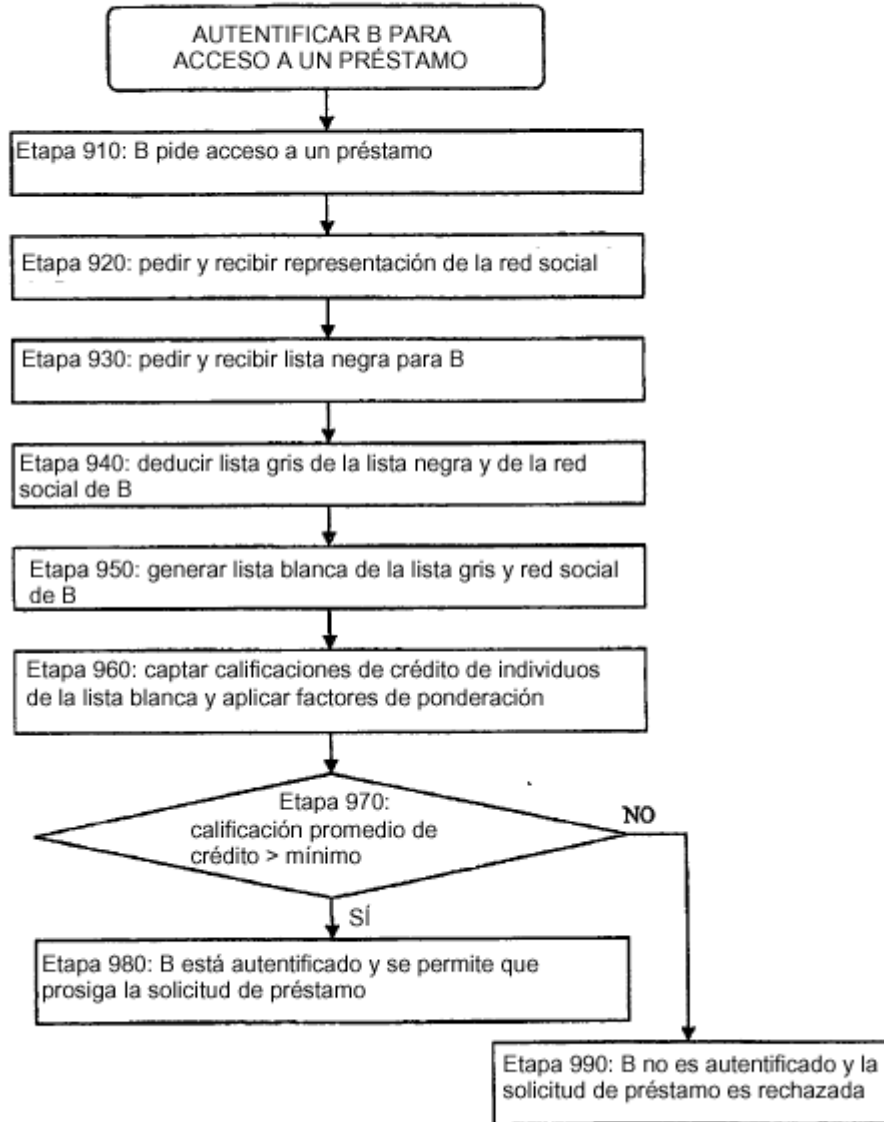 AUTENTIFICAR B PARA
ACCESO A UN PRÉSTAMO
Etapa 910: B pide acceso a un préstamo
Etapa 920: pedir y recibir representación de la red social
Etapa 930: pedir y recibir lista negra para B
Etapa 940: deducir lista gris de la lista negra y de la red
social de B
Etapa 950: generar lista blanca de la lista gris y red social
de B
Etapa 960: captar calificaciones de crédito de individuos
de la lista blanca y aplicar factores de ponderación
Etapa 970:
calificación promedio de
crédito > mínimo
NO
SÍ
Etapa 980: B está autentificado y se permite que
prosiga la solicitud de préstamo
Etapa 990: B no es autentificado y la
solicitud de préstamo es rechazada